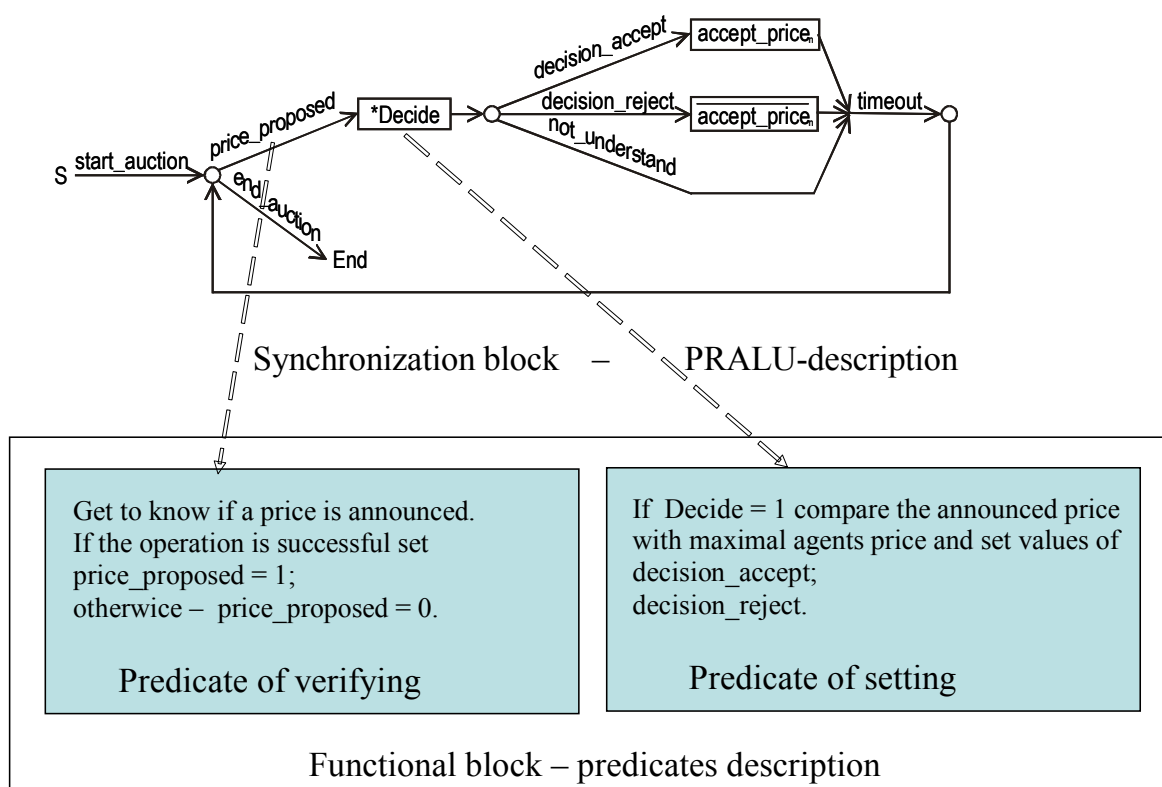 decision_accept
accept_priceₙ
price_proposed
*Decide
decision_reject
accept_priceₙ
timeout
not_understand
S
start_auction
end_auction
End
Synchronization block – PRALU-description
Get to know if a price is announced.
If the operation is successful set
price_proposed = 1;
otherwice – price_proposed = 0.
Predicate of verifying
If Decide = 1 compare the announced price
with maximal agents price and set values of
decision_accept;
decision_reject.
Predicate of setting
Functional block – predicates description